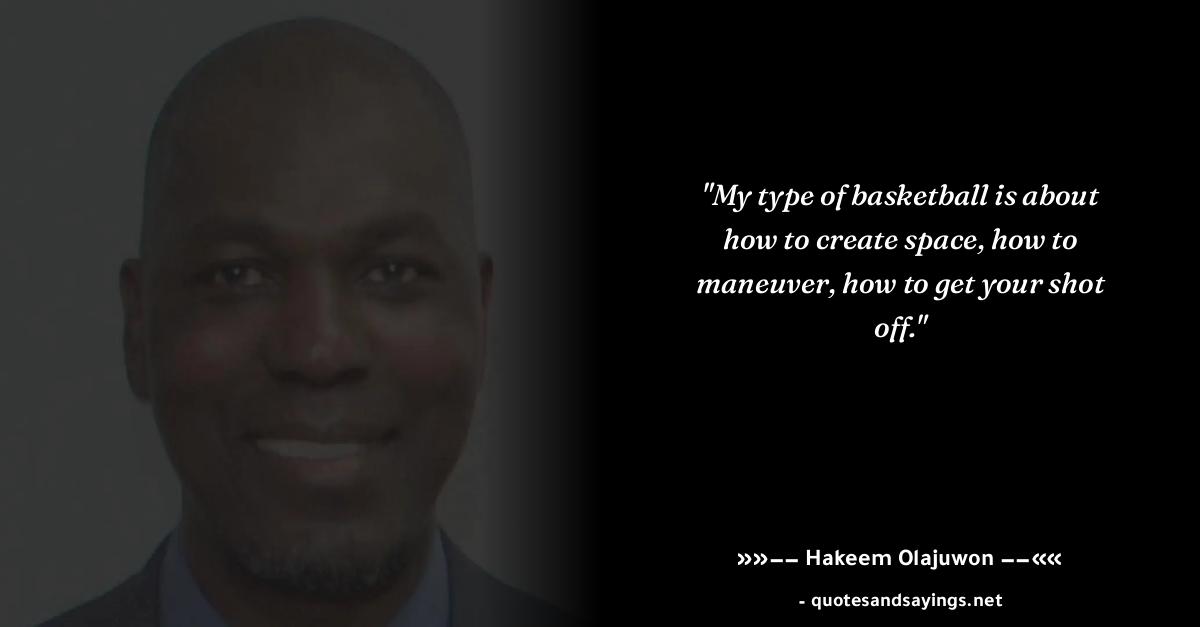 "My type of basketball is about
how to create space, how to
maneuver, how to get your shot
off."
»»−− Hakeem Olajuwon −−««
- quotesandsayings.net